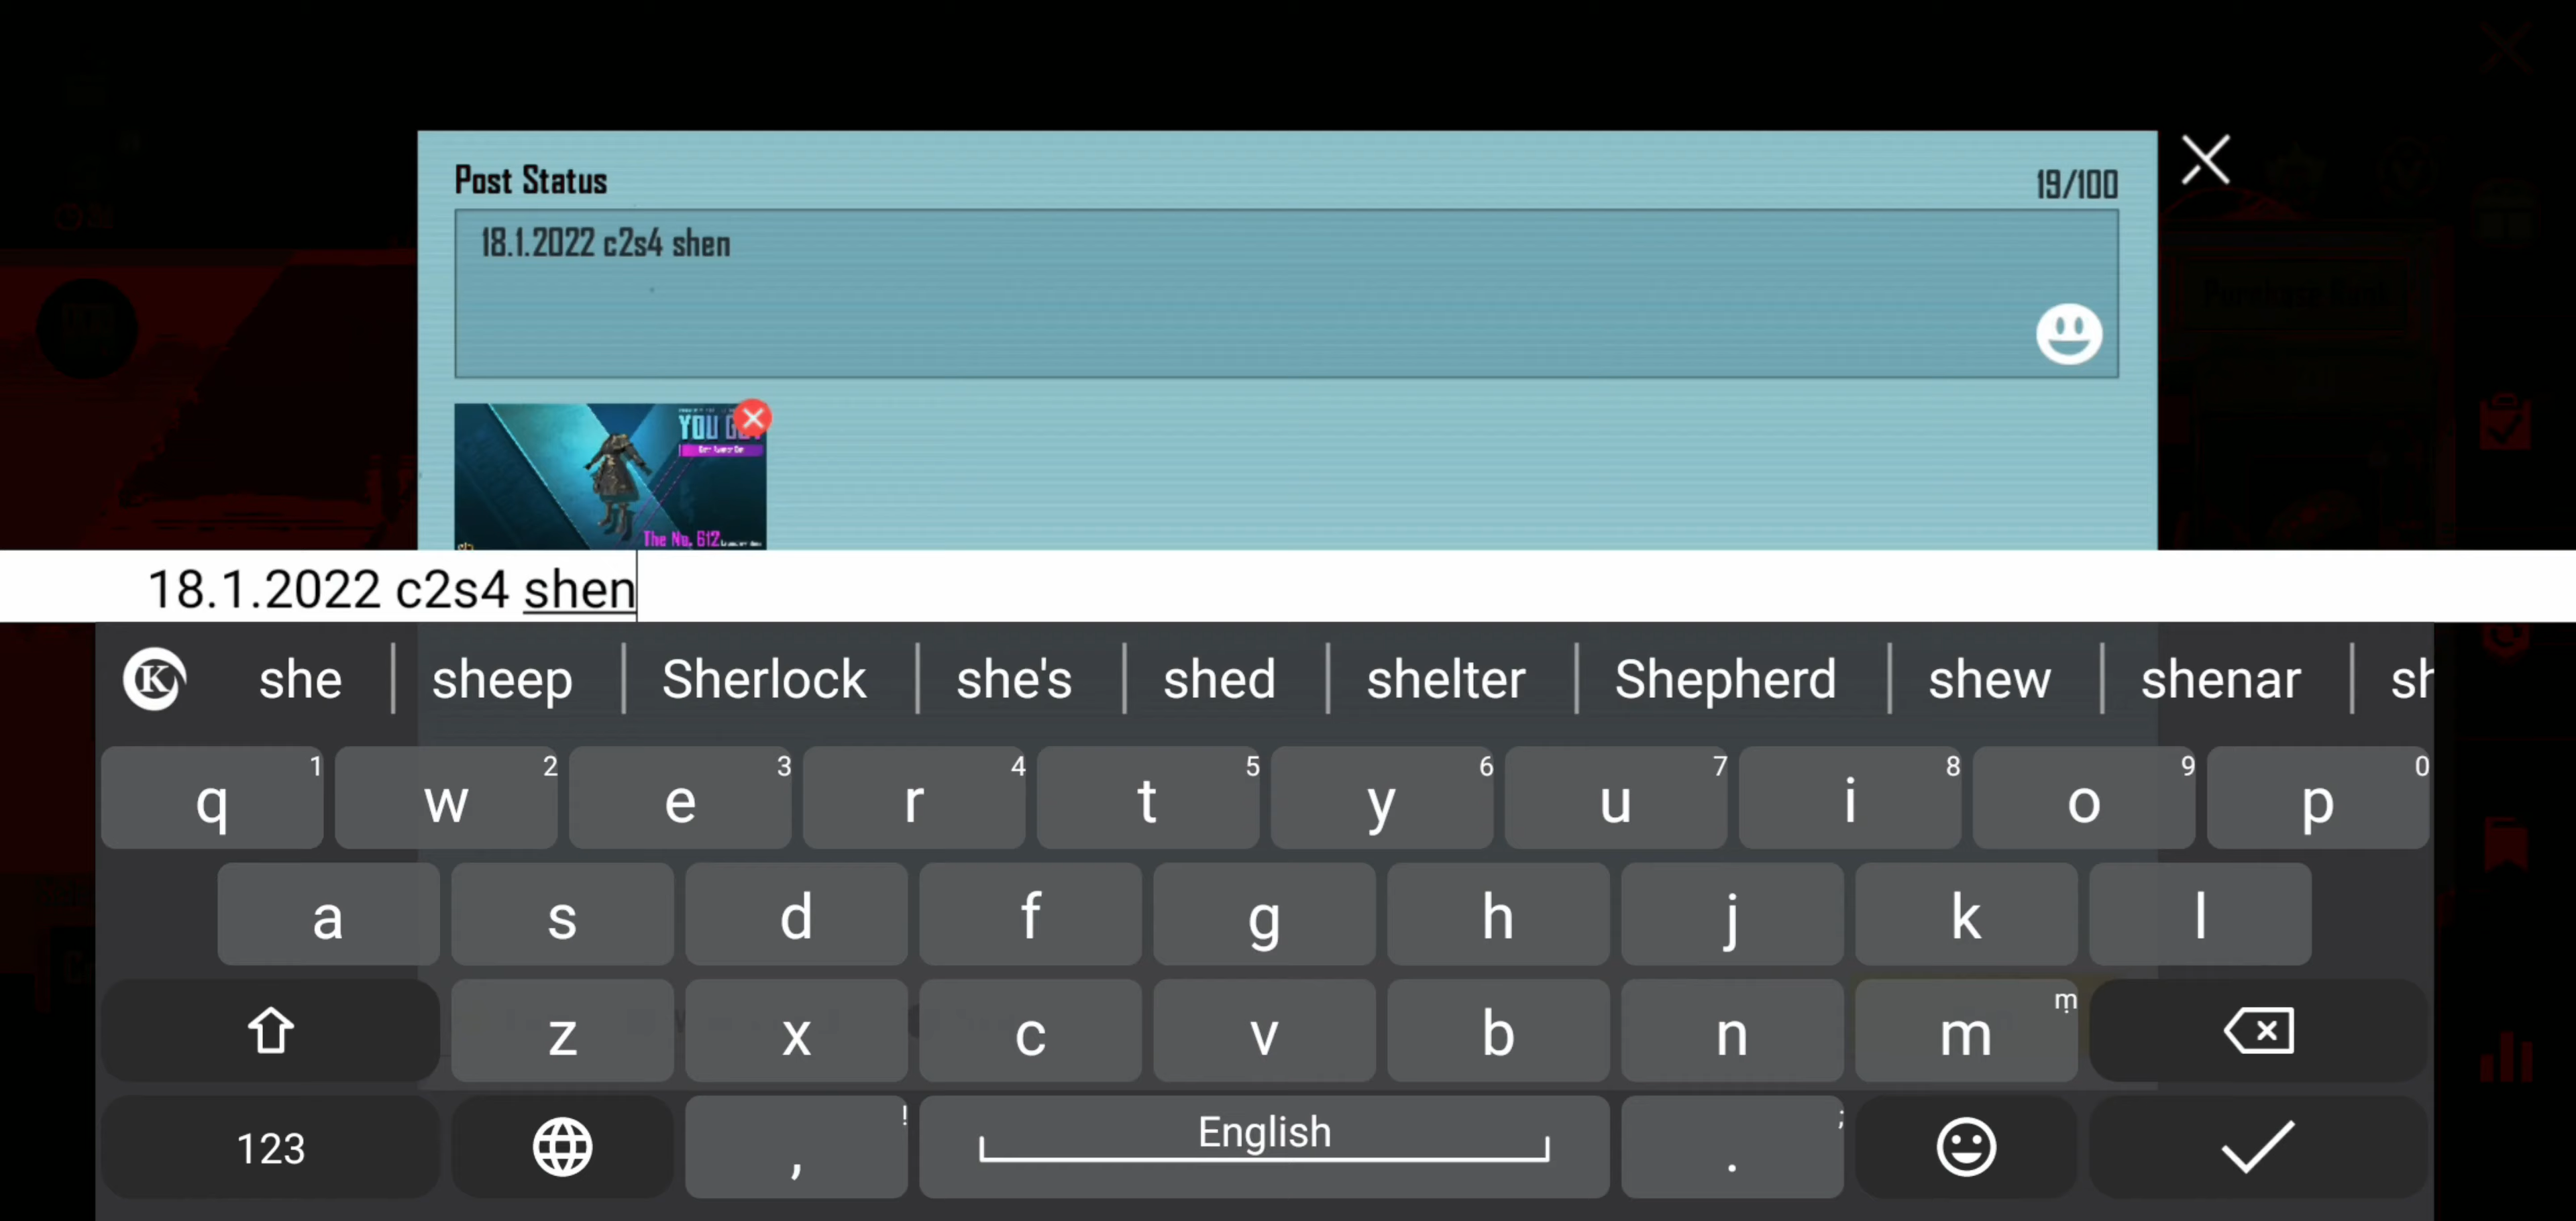 Post Status
19/100
18.1.2022 c2s4 shen
YOU
The No. 612
18.1.2022 c2s4 shen
K she sheep Sherlock she's shed shelter Shepherd shew shenar sh
1 2 3 4 5 6 7 8 9 0
q w e r t y u i o p
a s d f g h j k l
z x c v b n m ṃ
123 , ! English . ;